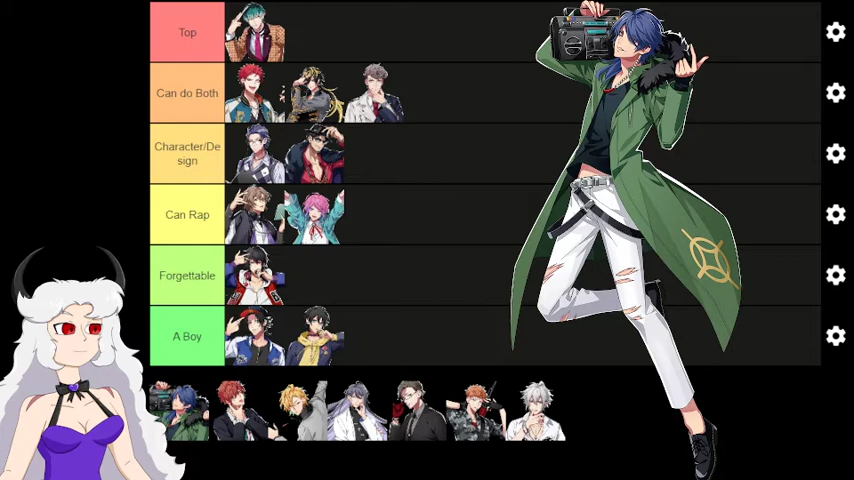 Top
Can do Both
Character/De
sign
Can Rap
Forgettable
A Boy